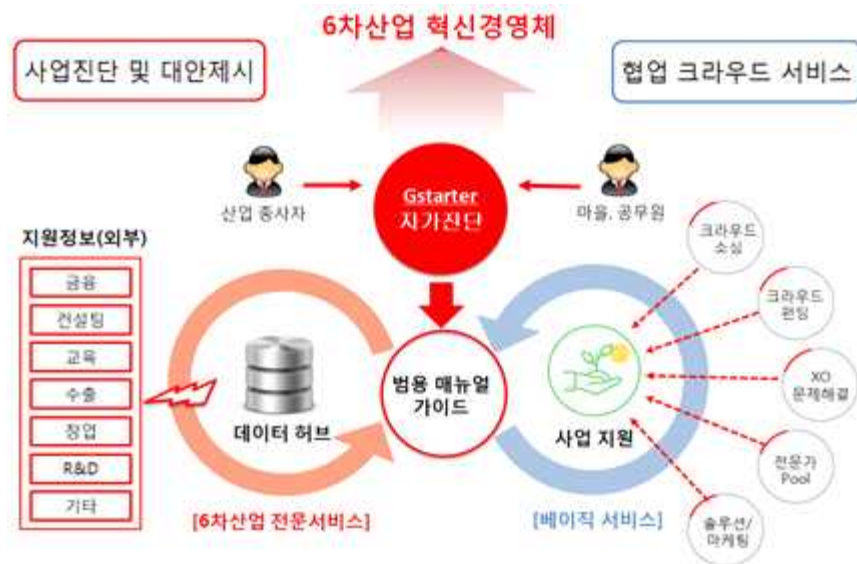 6차산업 혁신경영체
사업진단 및 대안제시
협업 크라우드 서비스
산업 종사자
Gstarter
자가진단
마을, 공무원
지원정보(외부)
금융
컨설팅
교육
수출
창업
R&D
기타
데이터 허브
범용 매뉴얼
가이드
사업 지원
크라우드
소싱
크라우드
펀딩
XO
문제해결
전문가
Pool
솔루션/
마케팅
[6차산업 전문서비스]
[베이직 서비스]